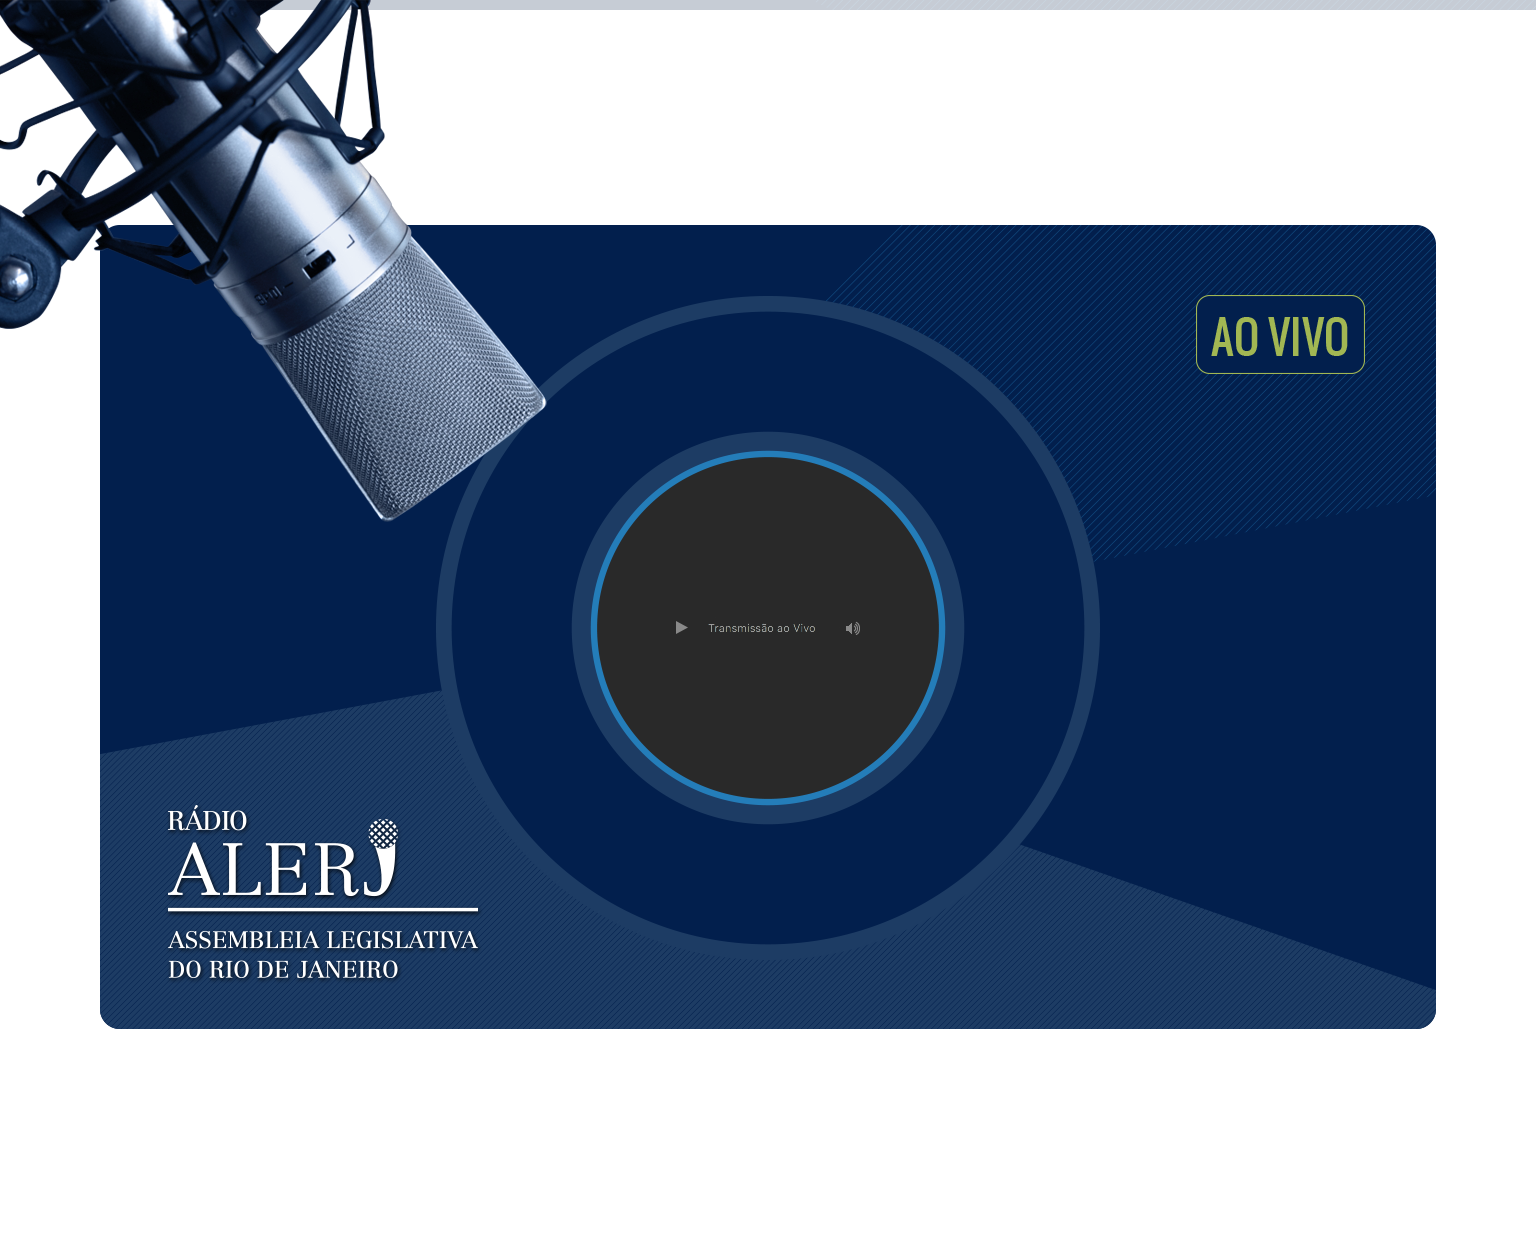 AO VIVO
Transmissão ao Vivo
RÁDIO
ALERJ
ASSEMBLEIA LEGISLATIVA
DO RIO DE JANEIRO